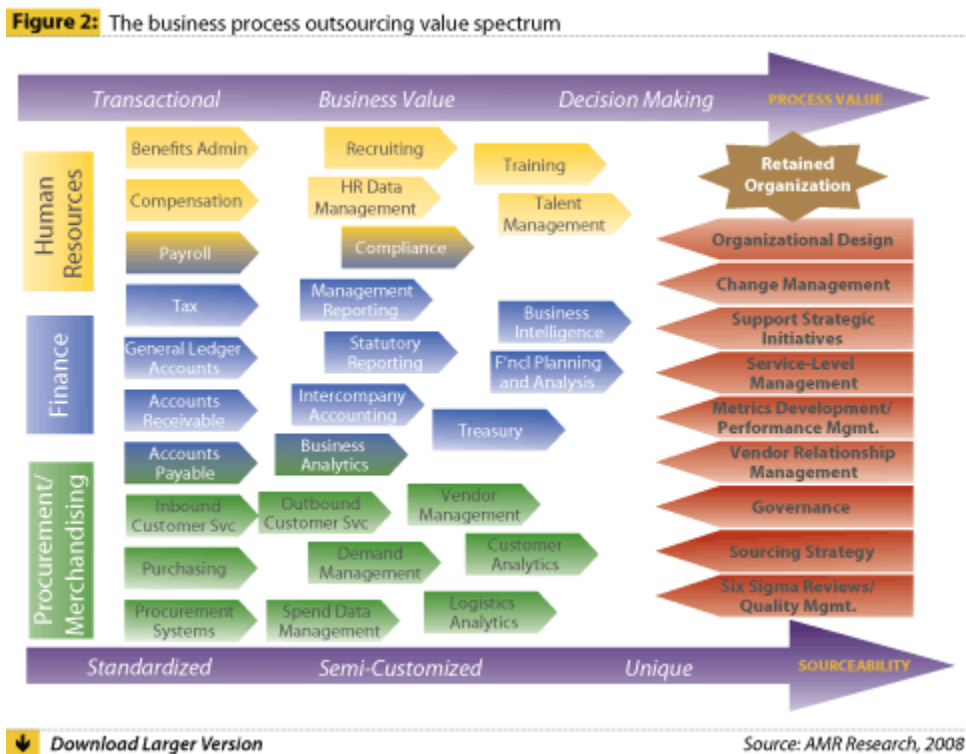 Figure 2: The business process outsourcing value spectrum
Transactional Business Value Decision Making PROCESS VALUE
Human
Resources
Benefits Admin
Recruiting
Training
Retained
Organization
Compensation
HR Data
Management
Talent
Management
Payroll
Compliance
Organizational Design
Change Management
Finance
Tax
Management
Reporting
Business
Intelligence
Support Strategic
Initiatives
General Ledger
Accounts
Statutory
Reporting
F'ncl Planning
and Analysis
Service-Level
Management
Accounts
Receivable
Intercompany
Accounting
Treasury
Metrics Development/
Performance Mgmt.
Accounts
Payable
Business
Analytics
Vendor Relationship
Management
Procurement/
Merchandising
Inbound
Customer Svc
Outbound
Customer Svc
Vendor
Management
Governance
Purchasing
Demand
Management
Customer
Analytics
Sourcing Strategy
Procurement
Systems
Spend Data
Management
Logistics
Analytics
Six Sigma Reviews/
Quality Mgmt.
Standardized Semi-Customized Unique SOURCEABILITY
Download Larger Version
Source: AMR Research, 2008